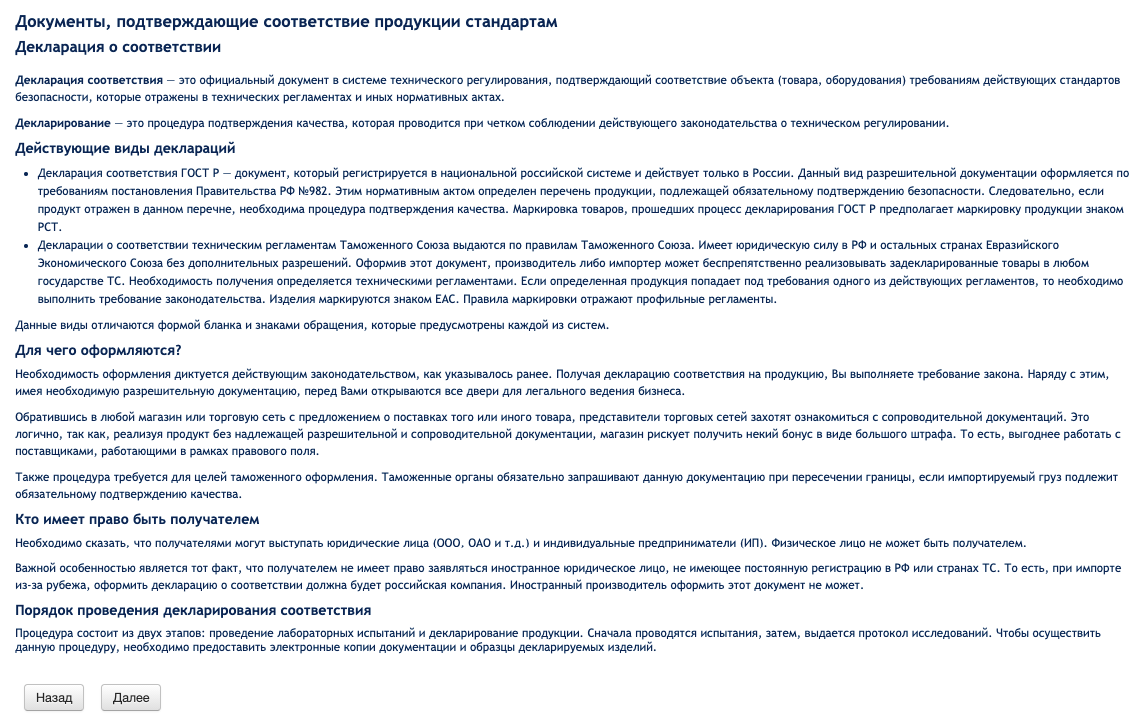 Документы, подтверждающие соответствие продукции стандартам
Декларация о соответствии
Декларация соответствия — это официальный документ в системе технического регулирования, подтверждающий соответствие объекта (товара, оборудования) требованиям действующих стандартов
безопасности, которые отражены в технических регламентах и иных нормативных актах.
Декларирование — это процедура подтверждения качества, которая проводится при четком соблюдении действующего законодательства о техническом регулировании.
Действующие виды деклараций
• Декларация соответствия ГОСТ Р — документ, который регистрируется в национальной российской системе и действует только в России. Данный вид разрешительной документации оформляется по
требованиям постановления Правительства РФ №982. Этим нормативным актом определен перечень продукции, подлежащей обязательному подтверждению безопасности. Следовательно, если
продукт отражен в данном перечне, необходима процедура подтверждения качества. Маркировка товаров, прошедших процесс декларирования ГОСТ Р предполагает маркировку продукции знаком
РСТ.
• Декларации о соответствии техническим регламентам Таможенного Союза выдаются по правилам Таможенного Союза. Имеет юридическую силу в РФ и остальных странах Евразийского
Экономического Союза без дополнительных разрешений. Оформив этот документ, производитель либо импортер может беспрепятственно реализовывать задекларированные товары в любом
государстве ТС. Необходимость получения определяется техническими регламентами. Если определенная продукция попадает под требования одного из действующих регламентов, то необходимо
выполнить требование законодательства. Изделия маркируются знаком ЕАС. Правила маркировки отражают профильные регламенты.
Данные виды отличаются формой бланка и знаками обращения, которые предусмотрены каждой из систем.
Для чего оформляются?
Необходимость оформления диктуется действующим законодательством, как указывалось ранее. Получая декларацию соответствия на продукцию, Вы выполняете требование закона. Наряду с этим,
имея необходимую разрешительную документацию, перед Вами открываются все двери для легального ведения бизнеса.
Обратившись в любой магазин или торговую сеть с предложением о поставках того или иного товара, представители торговых сетей захотят ознакомиться с сопроводительной документаций. Это
логично, так как, реализуя продукт без надлежащей разрешительной и сопроводительной документации, магазин рискует получить некий бонус в виде большого штрафа. То есть, выгоднее работать с
поставщиками, работающими в рамках правового поля.
Также процедура требуется для целей таможенного оформления. Таможенные органы обязательно запрашивают данную документацию при пересечении границы, если импортируемый груз подлежит
обязательному подтверждению качества.
Кто имеет право быть получателем
Необходимо сказать, что получателями могут выступать юридические лица (ООО, ОАО и т.д.) и индивидуальные предприниматели (ИП). Физическое лицо не может быть получателем.
Важной особенностью является тот факт, что получателем не имеет право заявляться иностранное юридическое лицо, не имеющее постоянную регистрацию в РФ или странах ТС. То есть, при импорте
из-за рубежа, оформить декларацию о соответствии должна будет российская компания. Иностранный производитель оформить этот документ не может.
Порядок проведения декларирования соответствия
Процедура состоит из двух этапов: проведение лабораторных испытаний и декларирование продукции. Сначала проводятся испытания, затем, выдается протокол исследований. Чтобы осуществить
данную процедуру, необходимо предоставить электронные копии документации и образцы декларируемых изделий.
Назад Далее